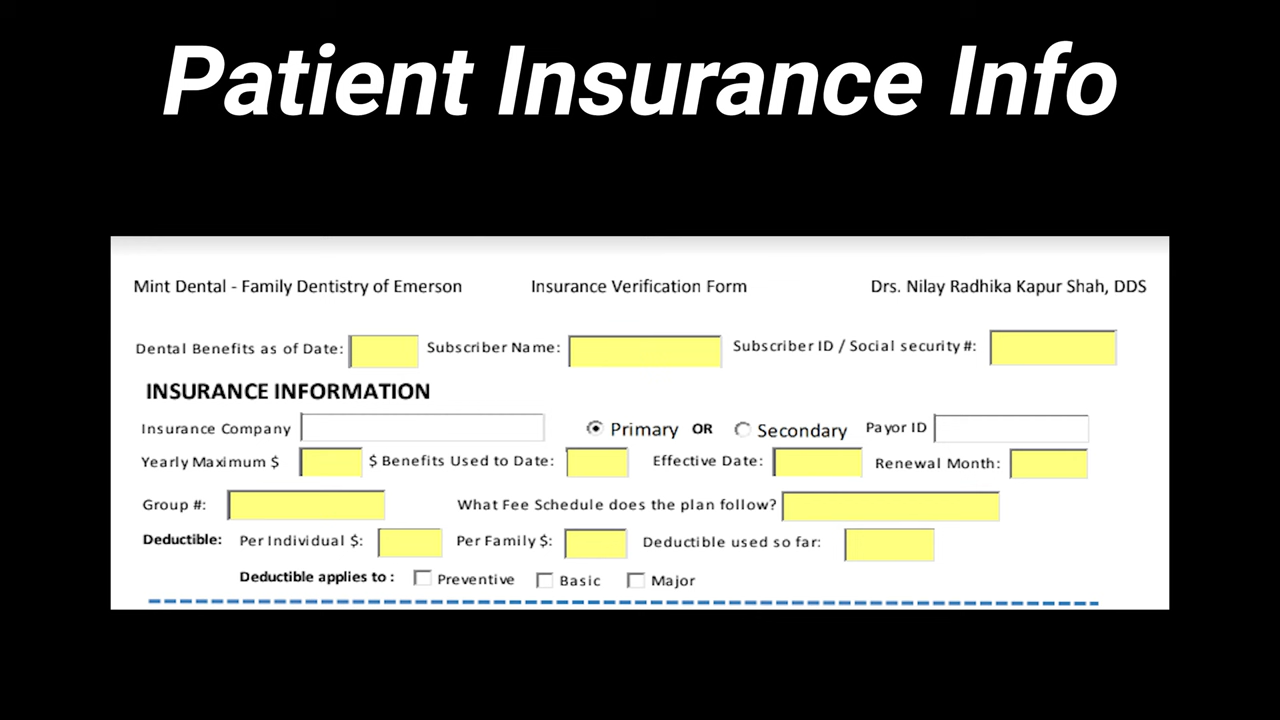 Patient Insurance Info
Mint Dental - Family Dentistry of Emerson Insurance Verification Form Drs. Nilay Radhika Kapur Shah, DDS
Dental Benefits as of Date: Subscriber Name: Subscriber ID / Social security #:
INSURANCE INFORMATION
Insurance Company Primary OR Secondary Payor ID
Yearly Maximum $ $ Benefits Used to Date: Effective Date: Renewal Month:
Group #: What Fee Schedule does the plan follow?
Deductible: Per Individual $: Per Family $: Deductible used so far:
Deductible applies to : Preventive Basic Major